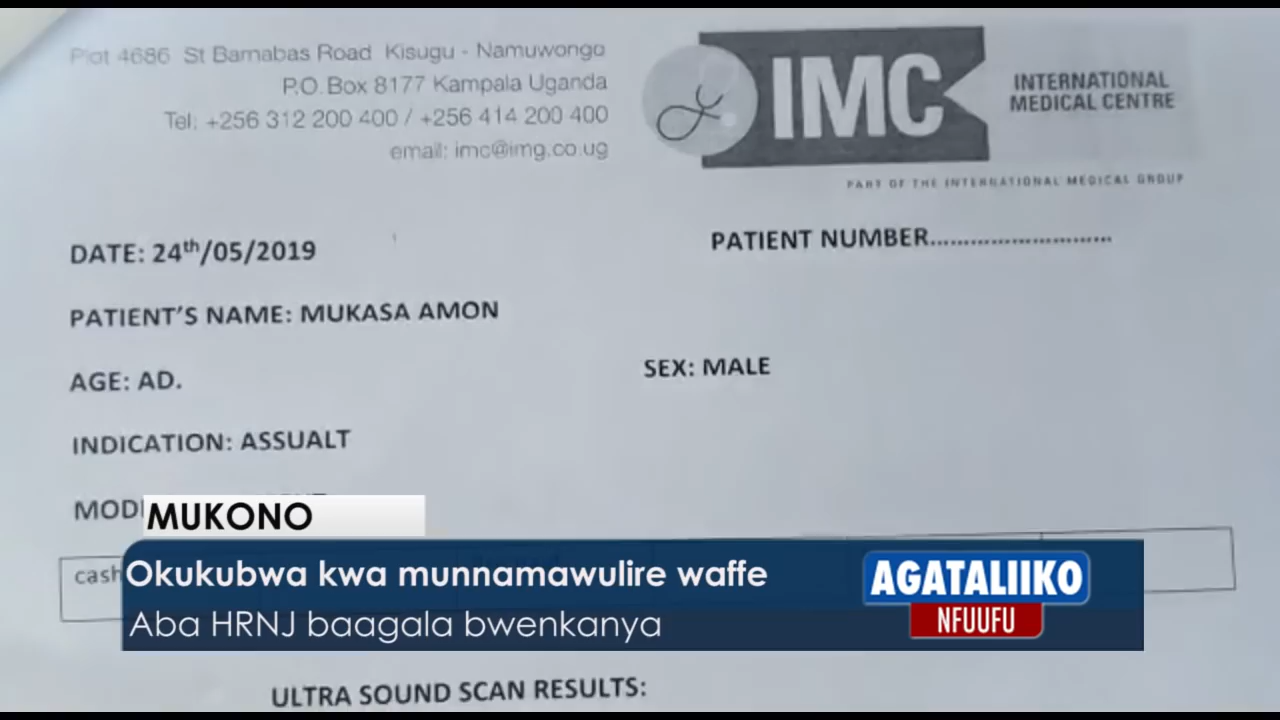 Plot 4686 St Barnabas Road Kisugu - Namuwongo
P.O. Box 8177 Kampala Uganda
Tel: +256 312 200 400 / +256 414 200 400
email: imc@img.co.ug
IMC
INTERNATIONAL
MEDICAL CENTRE
PART OF THE INTERNATIONAL MEDICAL GROUP
DATE: 24th/05/2019
PATIENT NUMBER..............................
PATIENT'S NAME: MUKASA AMON
AGE: AD.
SEX: MALE
INDICATION: ASSUALT
MUKONO
cash
Okukubwa kwa munnamawulire waffe
Aba HRNJ baagala bwenkanya
AGATALIIKO
NFUUFU
ULTRA SOUND SCAN RESULTS: